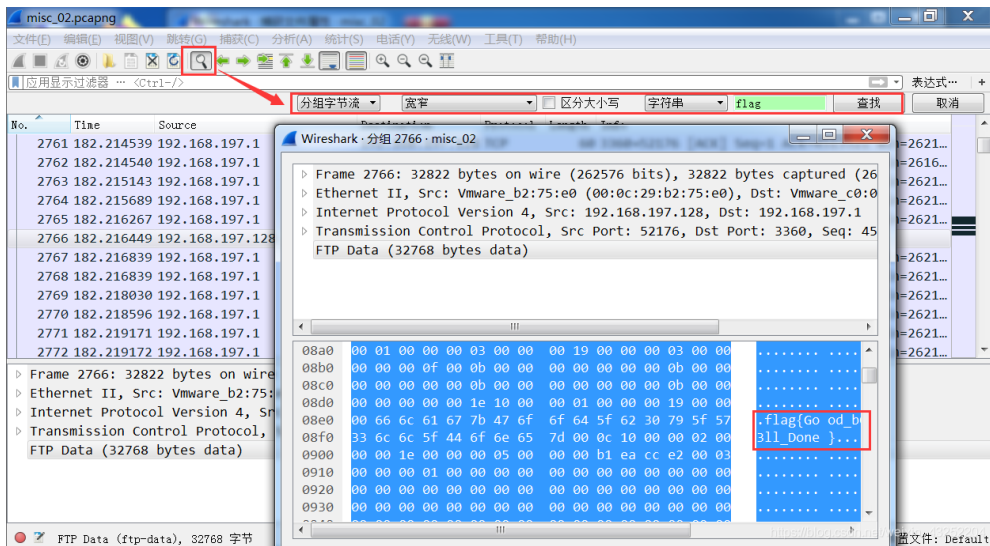 misc_02.pcapng
文件(F) 编辑(E) 视图(V) 跳转(G) 捕获(C) 分析(A) 统计(S) 电话(Y) 无线(W) 工具(T) 帮助(H)
应用显示过滤器 … <Ctrl-/> 表达式… +
分组字节流 宽窄 区分大小写 字符串 flag 查找 取消
No. Time Source
2761 182.214539 192.168.197.1 =2621…
2762 182.214540 192.168.197.1 =2616…
2763 182.215143 192.168.197.1 =2621…
2764 182.215689 192.168.197.1 =2621…
2765 182.216267 192.168.197.1 =2621…
2766 182.216449 192.168.197.128
2767 182.216839 192.168.197.1 =2621…
2768 182.216839 192.168.197.1 =2621…
2769 182.218030 192.168.197.1 =2621…
2770 182.218596 192.168.197.1 =2621…
2771 182.219171 192.168.197.1 =2621…
2772 182.219172 192.168.197.1 =2621…
Frame 2766: 32822 bytes on wire
Ethernet II, Src: Vmware_b2:75:
Internet Protocol Version 4, Sr
Transmission Control Protocol,
FTP Data (32768 bytes data)
Wireshark · 分组 2766 · misc_02
Frame 2766: 32822 bytes on wire (262576 bits), 32822 bytes captured (26
Ethernet II, Src: Vmware_b2:75:e0 (00:0c:29:b2:75:e0), Dst: Vmware_c0:0
Internet Protocol Version 4, Src: 192.168.197.128, Dst: 192.168.197.1
Transmission Control Protocol, Src Port: 52176, Dst Port: 3360, Seq: 45
FTP Data (32768 bytes data)
08a0 00 01 00 00 00 03 00 00 00 19 00 00 00 03 00 00 ........ ....
08b0 00 00 00 0f 00 0b 00 00 00 00 00 00 00 0b 00 00 ........ ....
08c0 00 00 00 00 00 0b 00 00 00 00 00 00 00 0b 00 00 ........ ....
08d0 00 00 00 00 1e 10 00 00 01 00 00 00 19 00 00 ........ ....
08e0 00 66 6c 61 67 7b 47 6f 6f 64 5f 62 30 79 5f 57 .flag{Go od_b
08f0 33 6c 6c 5f 44 6f 6e 65 7d 00 0c 10 00 00 02 00 3ll_Done }...
0900 00 00 1e 00 00 00 05 00 00 00 b1 ea cc e2 00 03 ........ ....
0910 00 00 00 01 00 00 00 00 00 00 00 00 00 00 00 00 ........ ....
0920 00 00 00 00 00 00 00 00 00 00 00 00 00 00 00 00 ........ ....
0930 00 00 00 00 00 00 00 00 00 00 00 00 00 00 00 00 ........ ....
FTP Data (ftp-data), 32768 字节
置文件: Default